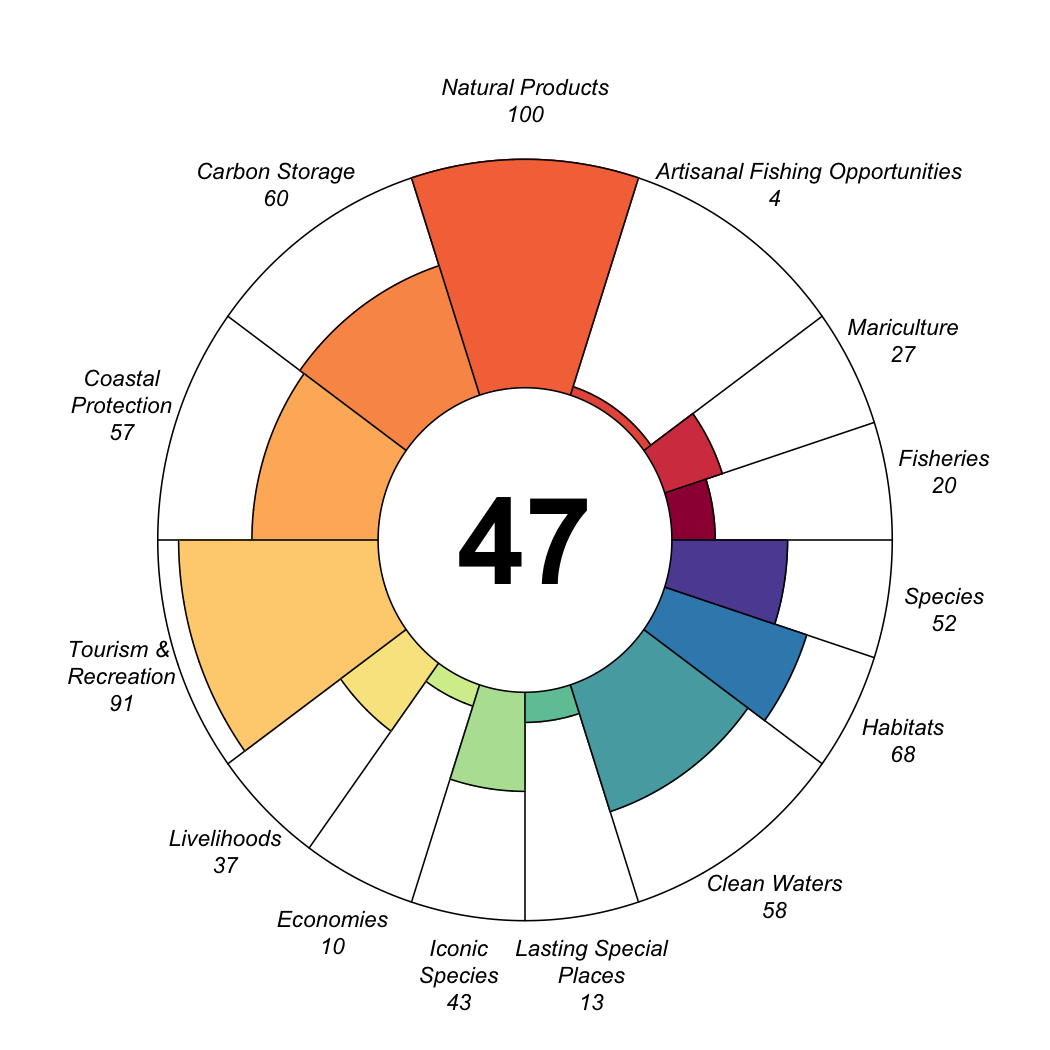 Natural Products
100
Artisanal Fishing Opportunities
4
Mariculture
27
Fisheries
20
Species
52
Habitats
68
Clean Waters
58
Lasting Special
Places
13
Iconic
Species
43
Economies
10
Livelihoods
37
Tourism &
Recreation
91
Coastal
Protection
57
Carbon Storage
60
47